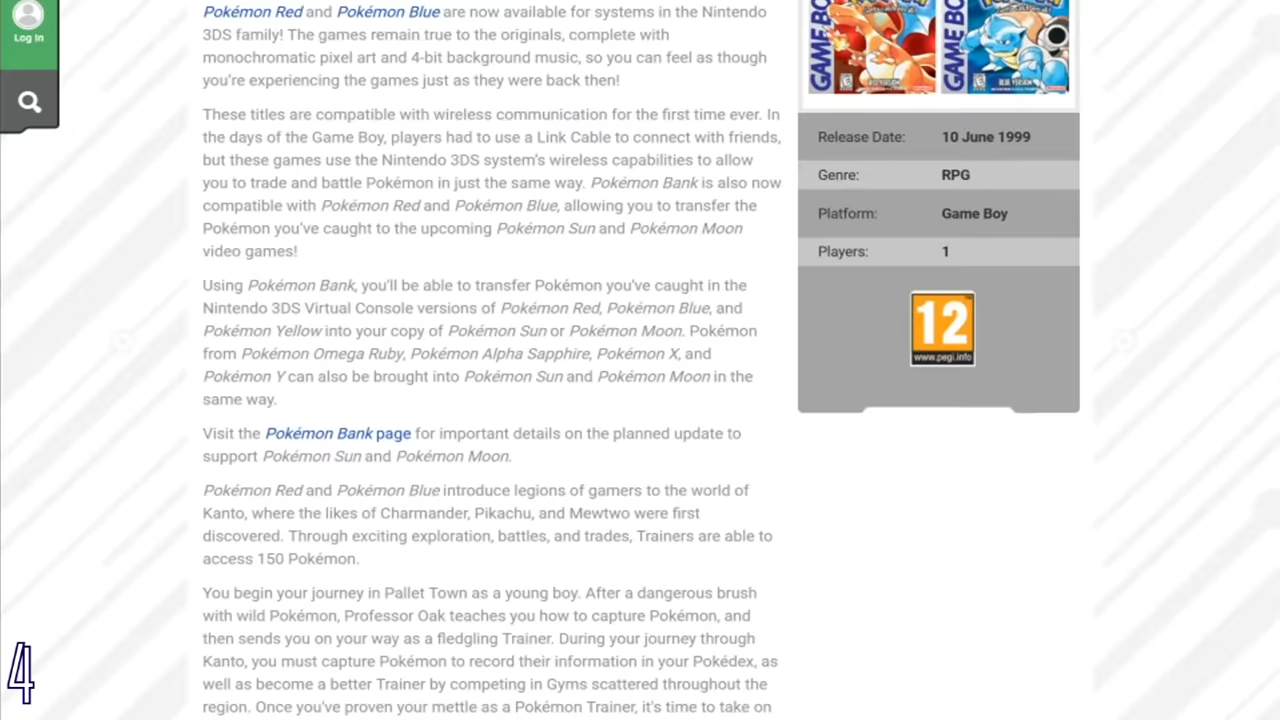 Log In
Pokémon Red and Pokémon Blue are now available for systems in the Nintendo
3DS family! The games remain true to the originals, complete with
monochromatic pixel art and 4-bit background music, so you can feel as though
you're experiencing the games just as they were back then!
These titles are compatible with wireless communication for the first time ever. In
the days of the Game Boy, players had to use a Link Cable to connect with friends,
but these games use the Nintendo 3DS system's wireless capabilities to allow
you to trade and battle Pokémon in just the same way. Pokémon Bank is also now
compatible with Pokémon Red and Pokémon Blue, allowing you to transfer the
Pokémon you've caught to the upcoming Pokémon Sun and Pokémon Moon
video games!
Using Pokémon Bank, you'll be able to transfer Pokémon you've caught in the
Nintendo 3DS Virtual Console versions of Pokémon Red, Pokémon Blue, and
Pokémon Yellow into your copy of Pokémon Sun or Pokémon Moon. Pokémon
from Pokémon Omega Ruby, Pokémon Alpha Sapphire, Pokémon X, and
Pokémon Y can also be brought into Pokémon Sun and Pokémon Moon in the
same way.
Visit the Pokémon Bank page for important details on the planned update to
support Pokémon Sun and Pokémon Moon.
Pokémon Red and Pokémon Blue introduce legions of gamers to the world of
Kanto, where the likes of Charmander, Pikachu, and Mewtwo were first
discovered. Through exciting exploration, battles, and trades, Trainers are able to
access 150 Pokémon.
You begin your journey in Pallet Town as a young boy. After a dangerous brush
with wild Pokémon, Professor Oak teaches you how to capture Pokémon, and
then sends you on your way as a fledgling Trainer. During your journey through
Kanto, you must capture Pokémon to record their information in your Pokédex, as
well as become a better Trainer by competing in Gyms scattered throughout the
region. Once you've proven your mettle as a Pokémon Trainer, it's time to take on
GAME BO
GAME BO
Release Date: 10 June 1999
Genre: RPG
Platform: Game Boy
Players: 1
12
www.pegi.info
4